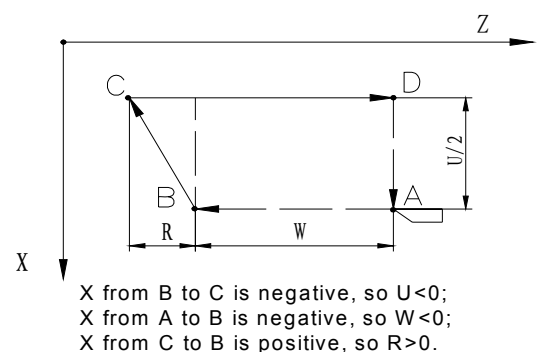 Z
C
D
U/2
B
A
R
W
X
X from B to C is negative, so U<0;
X from A to B is negative, so W<0;
X from C to B is positive, so R>0.